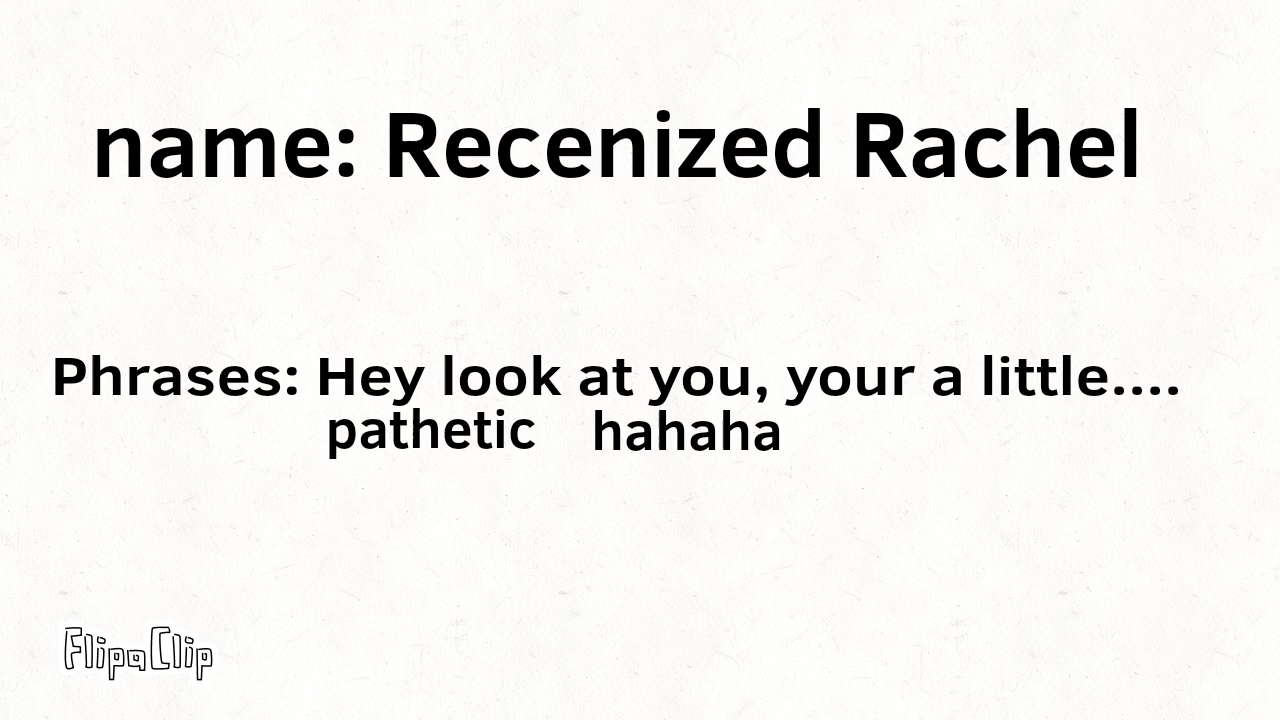 name: Recenized Rachel
Phrases: Hey look at you, your a little....
pathetic hahaha
FlipaClip